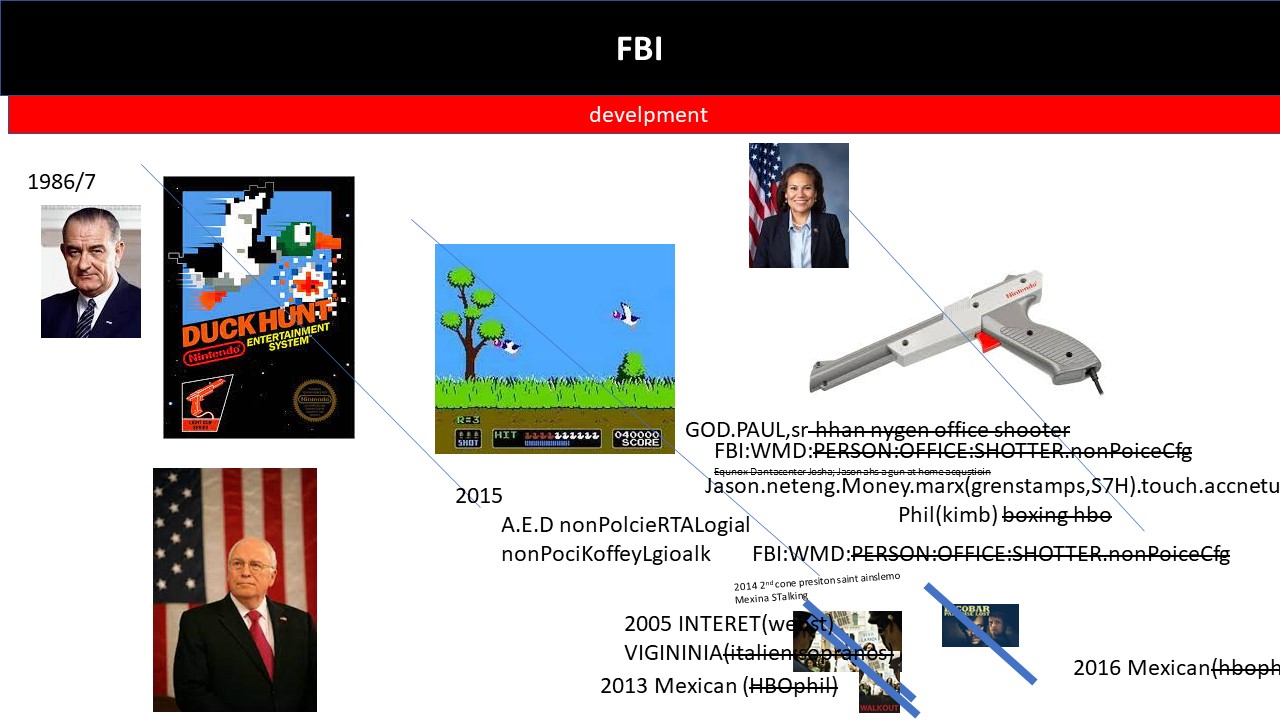 FBI
develpment
1986/7
DUCK HUNT
Nintendo
ENTERTAINMENT
SYSTEM
LIGHT GUN
SERIES
Nintendo
R=3
SHOT
HIT
040000
SCORE
GOD.PAUL,sr hhan nygen office shooter
FBI:WMD:PERSON:OFFICE:SHOTTER.nonPoiceCfg
Equnox Dantacenter Josha; Jason ahs a gun at home acqustioin
Jason.neteng.Money.marx(grenstamps,S7H).touch.accnetu
Phil(kimb) boxing hbo
2015
A.E.D nonPolcieRTALogial
nonPociKoffeyLgioalk
FBI:WMD:PERSON:OFFICE:SHOTTER.nonPoiceCfg
2014 2nd cone presiton saint ainslemo
Mexina STalking
2005 INTERET(webst)
VIGININIA(italien sopranos)
2013 Mexican (HBOphil)
WALKOUT
2016 Mexican(hboph